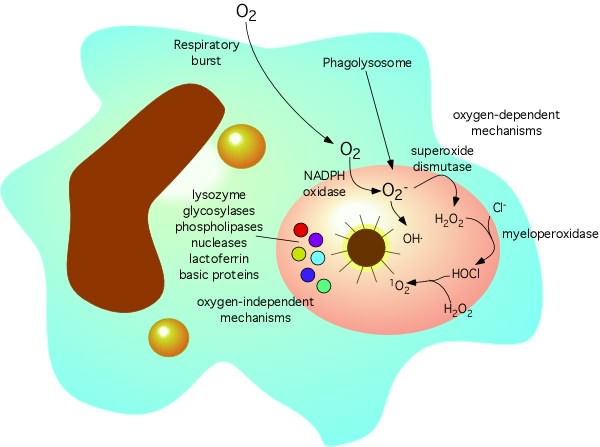 O₂
Respiratory
burst
Phagolysosome
oxygen-dependent
mechanisms
O₂
superoxide
dismutase
NADPH
oxidase
O₂⁻
lysozyme
glycosylases
phospholipases
nucleases
lactoferrin
basic proteins
H₂O₂
Cl⁻
myeloperoxidase
OH·
HOCl
¹O₂
H₂O₂
oxygen-independent
mechanisms